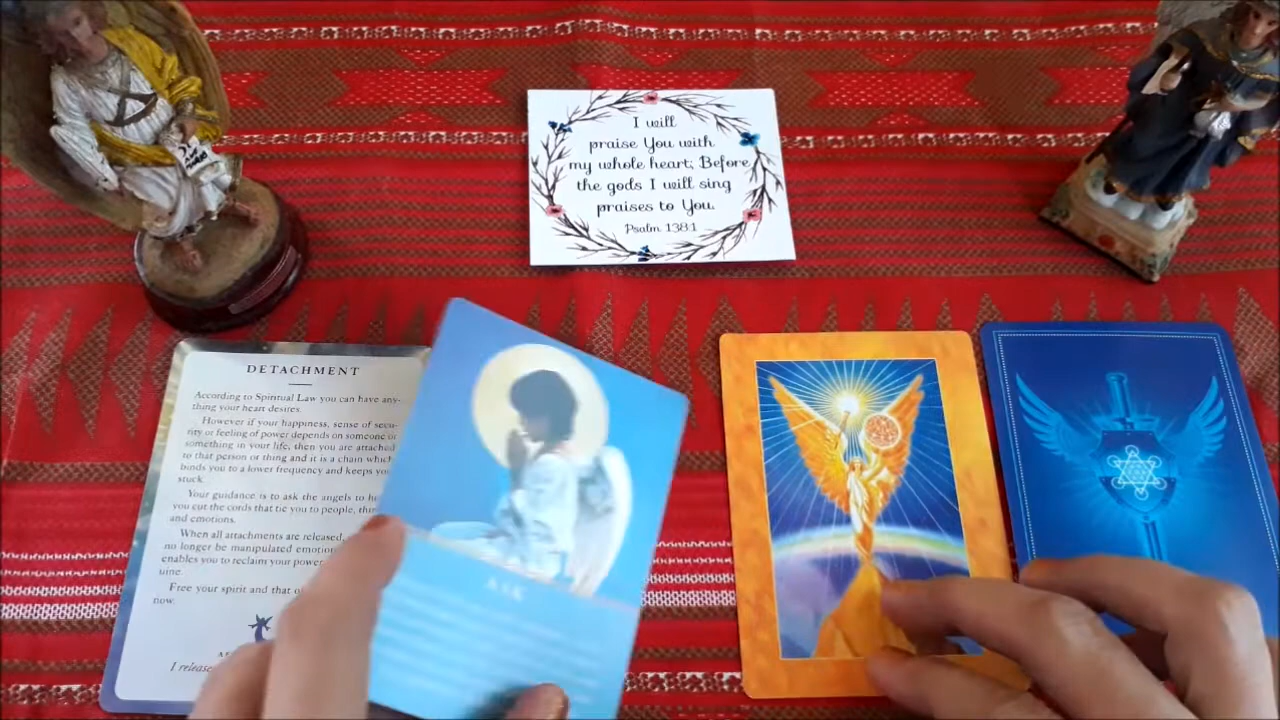 I will
praise You with
my whole heart; Before
the gods I will sing
praises to You.
Psalm 138:1
DETACHMENT
According to Spiritual Law you can have any-
thing your heart desires.
However if your happiness, sense of secu-
rity or feeling of power depends on someone or
something in your life, then you are attached
to that person or thing and it is a chain which
binds you to a lower frequency and keeps you
stuck.
Your guidance is to ask the angels to
you cut the cords that tie you to people,
and emotions.
When all attachments are released,
no longer be manipulated
enables you to reclaim your power
Free your spirit and that
now.
I release
ASK